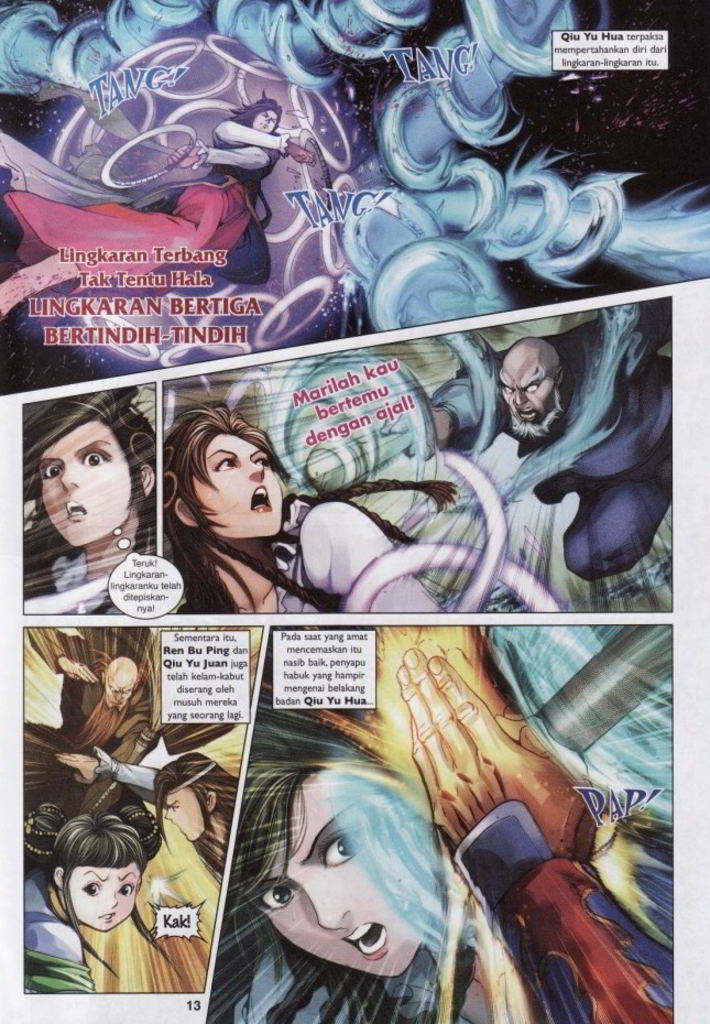 Qiu Yu Hua terpaksa
mempertahankan diri dari
lingkaran-lingkaran itu.
TANG!
TANG!
TANG!
Lingkaran Terbang
Tak Tentu Hala
LINGKARAN BERTIGA
BERTINDIH-TINDIH
Marilah kau
bertemu
dengan ajal!
Teruk!
Lingkaran-
lingkaranku telah
ditepiskan-
nya!
Sementara itu,
Ren Bu Ping dan
Qiu Yu Juan juga
telah kelam-kabut
diserang oleh
musuh mereka
yang seorang lagi.
Kak!
Pada saat yang amat
mencemaskan itu
nasib baik, penyapu
habuk yang hampir
mengenai belakang
badan Qiu Yu Hua...
PAP!
13